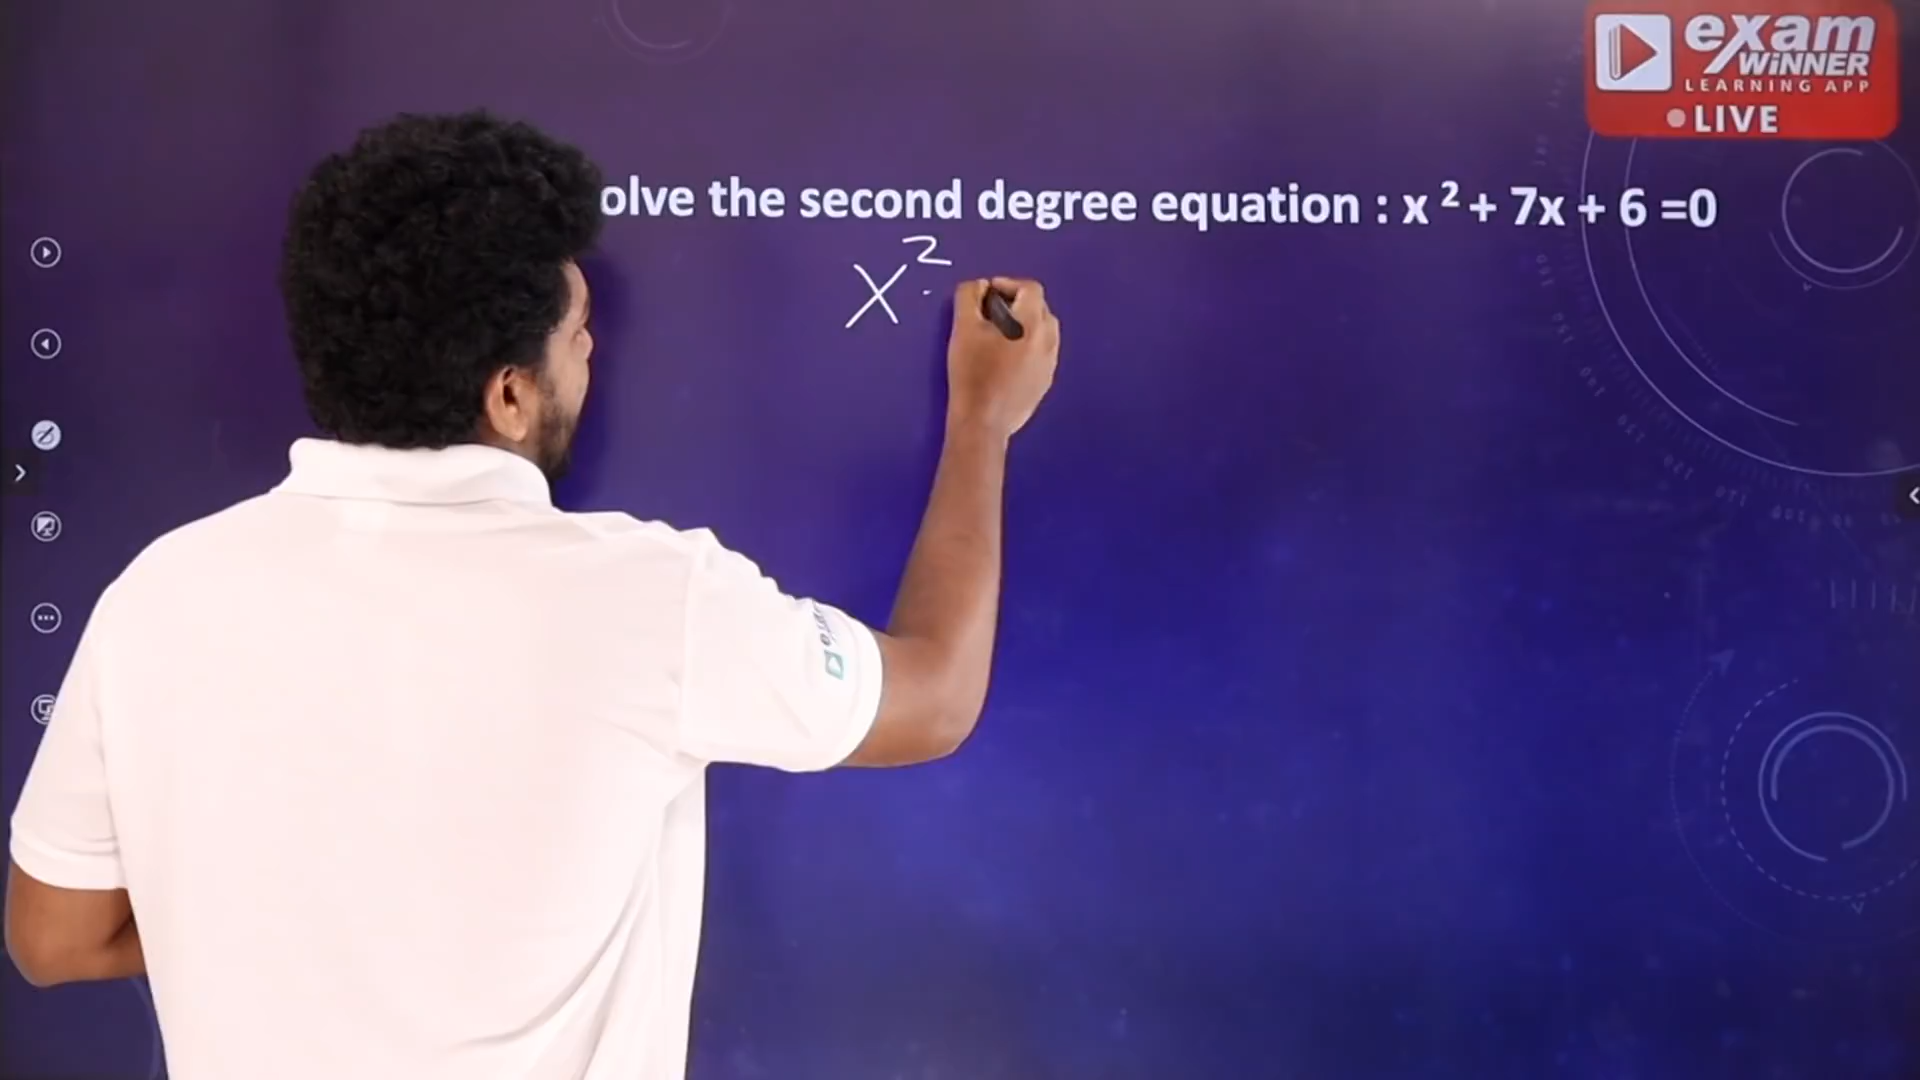 exam
WiNNER
LEARNING APP
LIVE
olve the second degree equation : x ² + 7x + 6 =0
x²